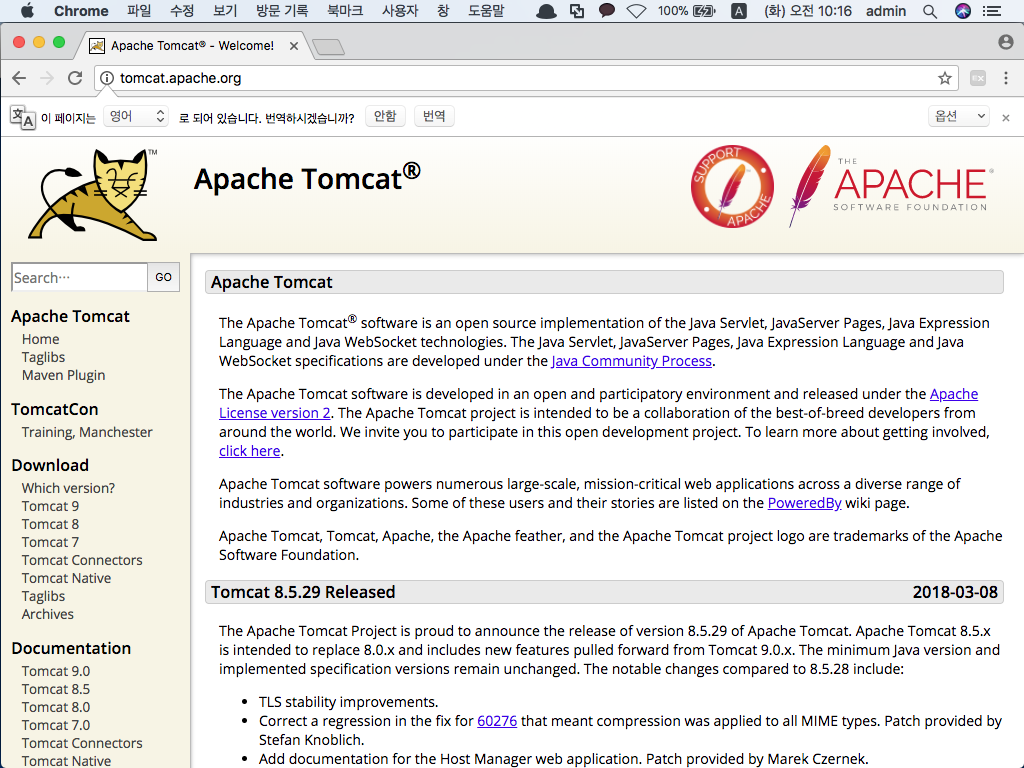 Chrome 파일 수정 보기 방문 기록 북마크 사용자 창 도움말 100% A (화) 오전 10:16 admin
Apache Tomcat® - Welcome!
tomcat.apache.org
이 페이지는 영어 로 되어 있습니다. 번역하시겠습니까? 안함 번역 옵션
TM
Apache Tomcat®
SUPPORT APACHE
THE
APACHE®
SOFTWARE FOUNDATION
Search… GO
Apache Tomcat
Home
Taglibs
Maven Plugin
TomcatCon
Training, Manchester
Download
Which version?
Tomcat 9
Tomcat 8
Tomcat 7
Tomcat Connectors
Tomcat Native
Taglibs
Archives
Documentation
Tomcat 9.0
Tomcat 8.5
Tomcat 8.0
Tomcat 7.0
Tomcat Connectors
Tomcat Native
Apache Tomcat
The Apache Tomcat® software is an open source implementation of the Java Servlet, JavaServer Pages, Java Expression
Language and Java WebSocket technologies. The Java Servlet, JavaServer Pages, Java Expression Language and Java
WebSocket specifications are developed under the Java Community Process.
The Apache Tomcat software is developed in an open and participatory environment and released under the Apache
License version 2. The Apache Tomcat project is intended to be a collaboration of the best-of-breed developers from
around the world. We invite you to participate in this open development project. To learn more about getting involved,
click here.
Apache Tomcat software powers numerous large-scale, mission-critical web applications across a diverse range of
industries and organizations. Some of these users and their stories are listed on the PoweredBy wiki page.
Apache Tomcat, Tomcat, Apache, the Apache feather, and the Apache Tomcat project logo are trademarks of the Apache
Software Foundation.
Tomcat 8.5.29 Released 2018-03-08
The Apache Tomcat Project is proud to announce the release of version 8.5.29 of Apache Tomcat. Apache Tomcat 8.5.x
is intended to replace 8.0.x and includes new features pulled forward from Tomcat 9.0.x. The minimum Java version and
implemented specification versions remain unchanged. The notable changes compared to 8.5.28 include:
• TLS stability improvements.
• Correct a regression in the fix for 60276 that meant compression was applied to all MIME types. Patch provided by
Stefan Knoblich.
• Add documentation for the Host Manager web application. Patch provided by Marek Czernek.